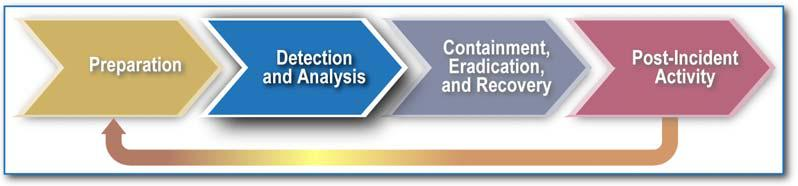 Preparation
Detection
and Analysis
Containment,
Eradication,
and Recovery
Post-Incident
Activity